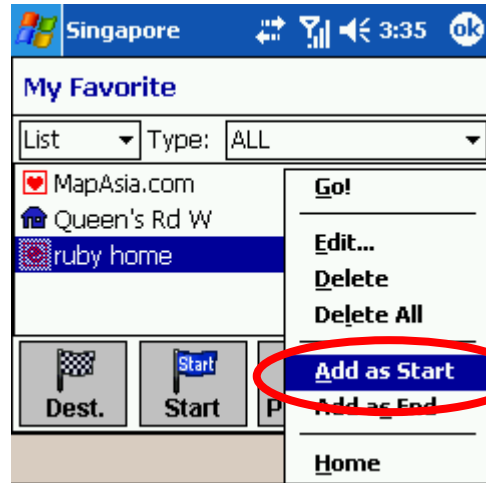 Singapore 3:35 ok
My Favorite
List Type: ALL
MapAsia.com
Queen's Rd W
ruby home
Go!
Edit...
Delete
Delete All
Add as Start
Add as End
Home
Start
Dest. Start P